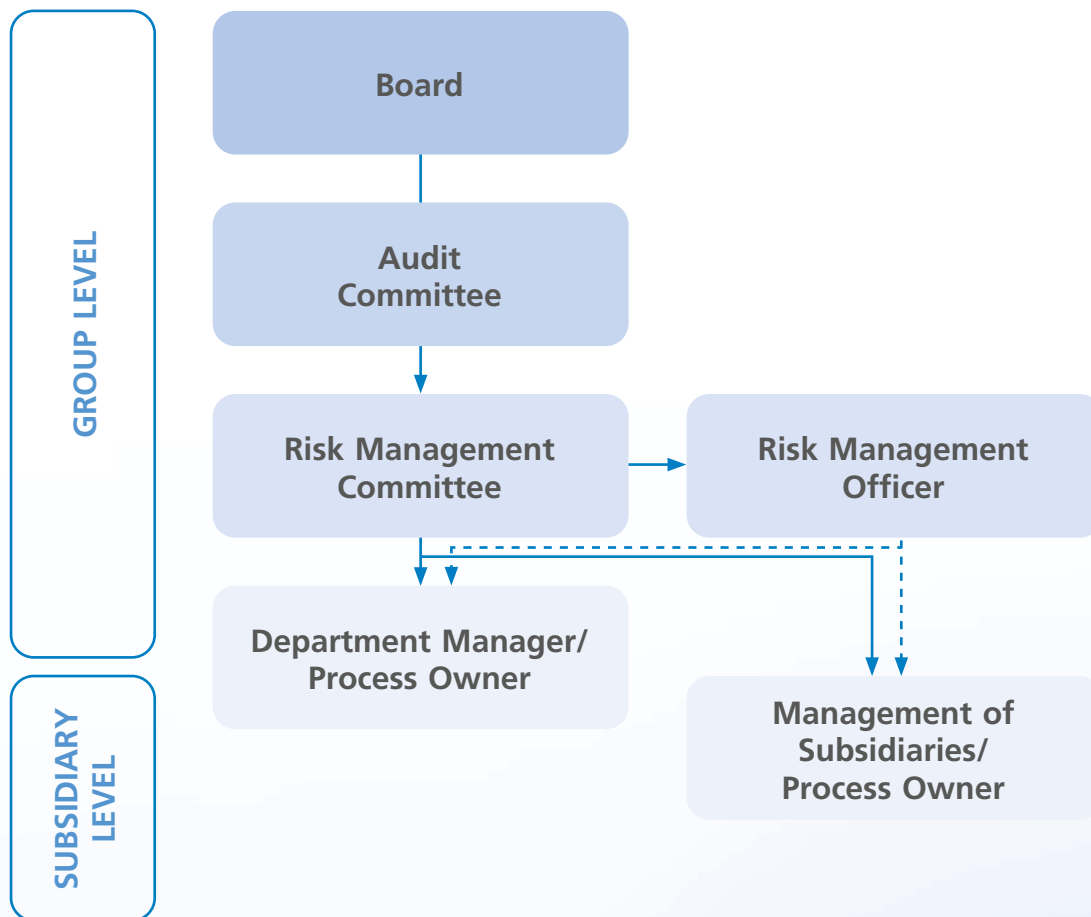 GROUP LEVEL
Board
Audit
Committee
Risk Management
Committee
Risk Management
Officer
Department Manager/
Process Owner
SUBSIDIARY
LEVEL
Management of
Subsidiaries/
Process Owner